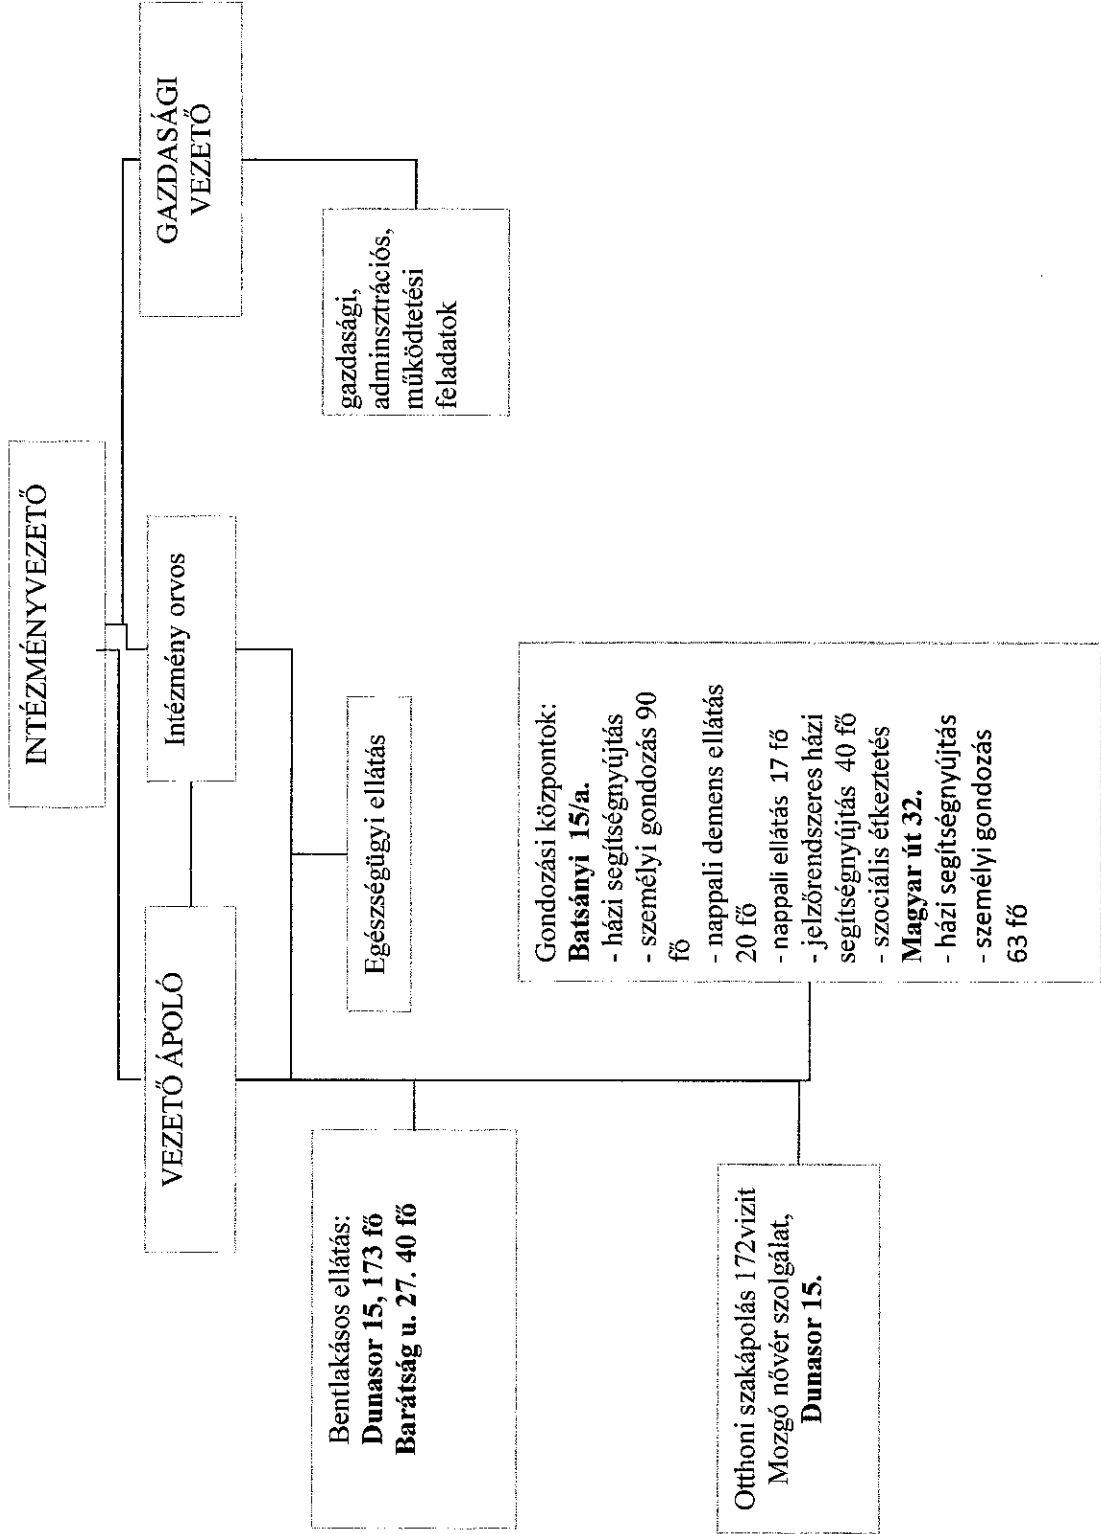 INTÉZMÉNYVEZETŐ
VEZETŐ ÁPOLÓ
Intézmény orvos
GAZDASÁGI
VEZETŐ
gazdasági,
adminsztrációs,
működtetési
feladatok
Egészségügyi ellátás
Bentlakásos ellátás:
Dunasor 15, 173 fő
Barátság u. 27. 40 fő
Gondozási központok:
Batsányi 15/a.
- házi segítségnyújtás
- személyi gondozás 90
fő
- nappali demens ellátás
20 fő
- nappali ellátás 17 fő
- jelzőrendszeres házi
segítségnyújtás 40 fő
- szociális étkeztetés
Magyar út 32.
- házi segítségnyújtás
- személyi gondozás
63 fő
Otthoni szakápolás 172vizit
Mozgó nővér szolgálat,
Dunasor 15.